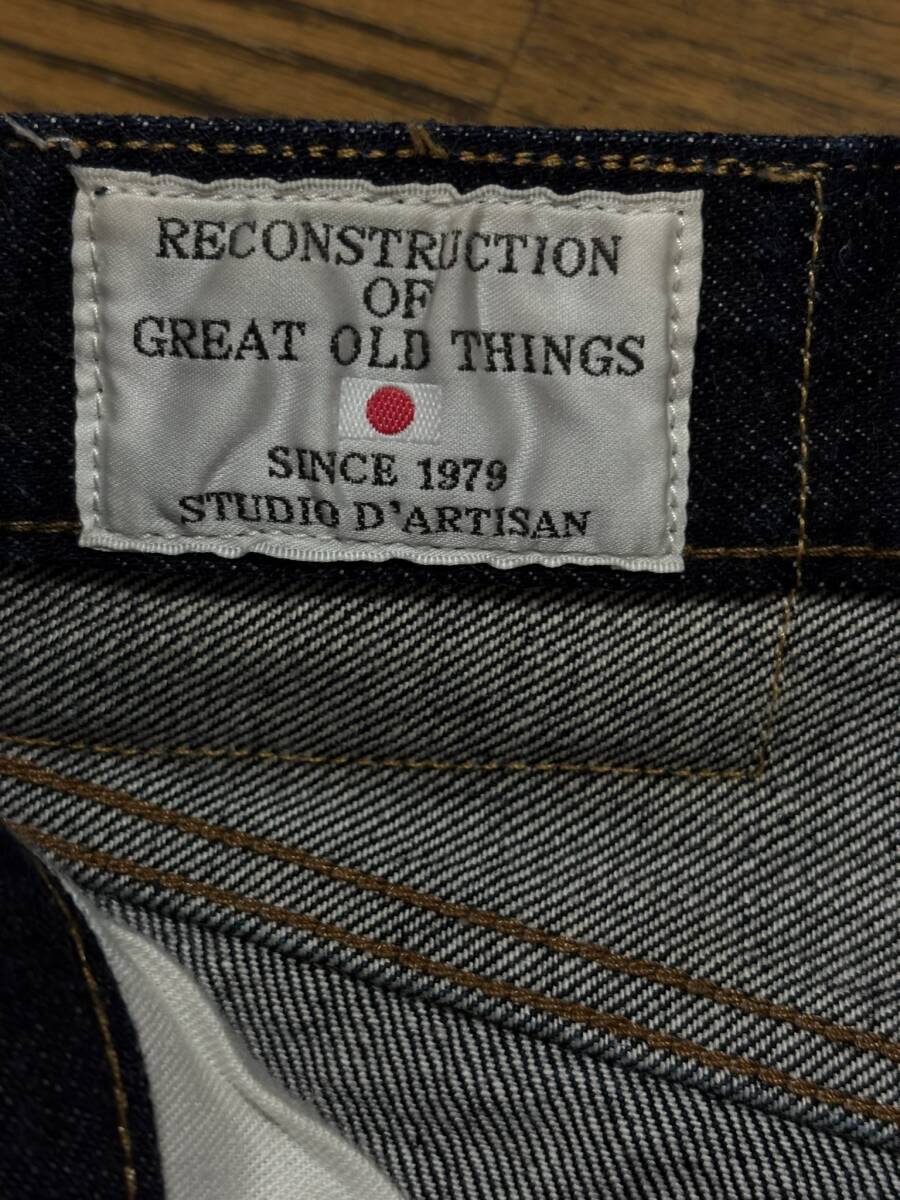 RECONSTRUCTION
OF
GREAT OLD THINGS
SINCE 1979
STUDIO D'ARTISAN